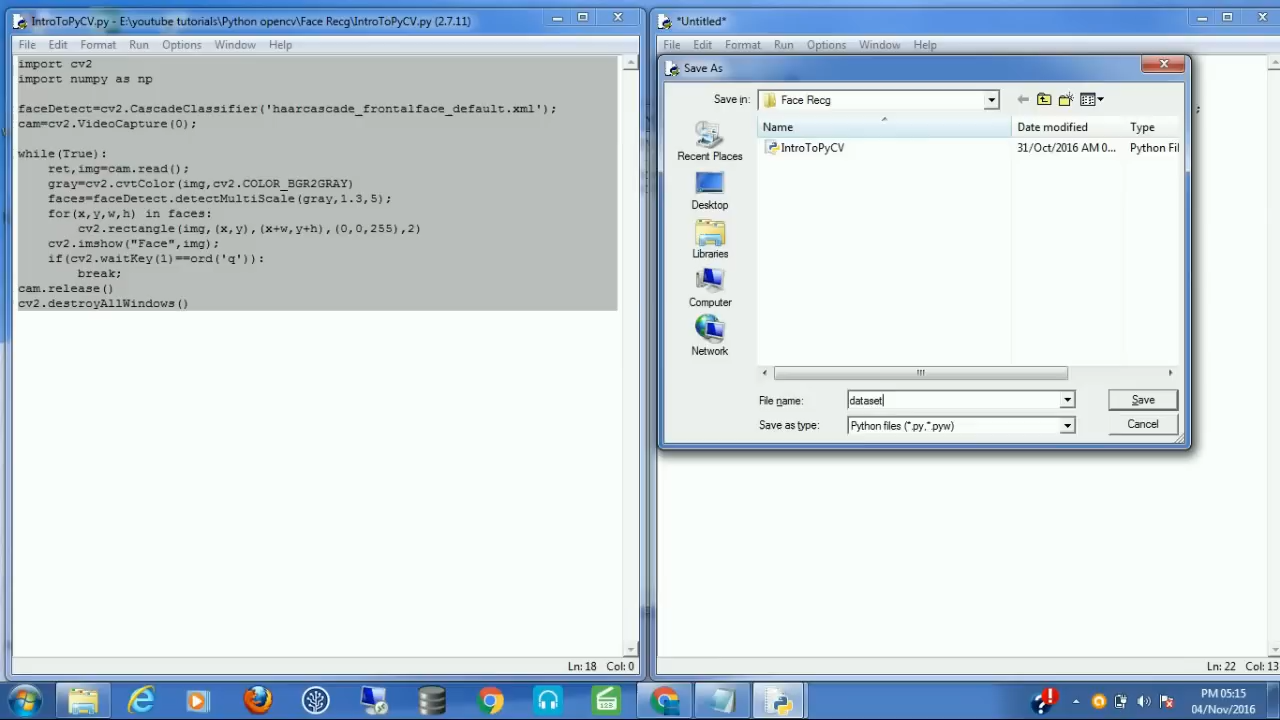 IntroToPyCV.py - E:\youtube tutorials\Python opencv\Face Recg\IntroToPyCV.py (2.7.11)
File Edit Format Run Options Window Help
import cv2
import numpy as np
faceDetect=cv2.CascadeClassifier('haarcascade_frontalface_default.xml');
cam=cv2.VideoCapture(0);
while(True):
ret,img=cam.read();
gray=cv2.cvtColor(img,cv2.COLOR_BGR2GRAY)
faces=faceDetect.detectMultiScale(gray,1.3,5);
for(x,y,w,h) in faces:
cv2.rectangle(img,(x,y),(x+w,y+h),(0,0,255),2)
cv2.imshow("Face",img);
if(cv2.waitKey(1)==ord('q')):
break;
cam.release()
cv2.destroyAllWindows()
Ln: 18 Col: 0
*Untitled*
File Edit Format Run Options Window Help
Save As
Save in: Face Recg
Name Date modified Type
IntroToPyCV 31/Oct/2016 AM 0... Python Fil
Recent Places
Desktop
Libraries
Computer
Network
File name: dataset Save
Save as type: Python files (*.py,*.pyw) Cancel
;
Ln: 22 Col: 13
123
PM 05:15
04/Nov/2016